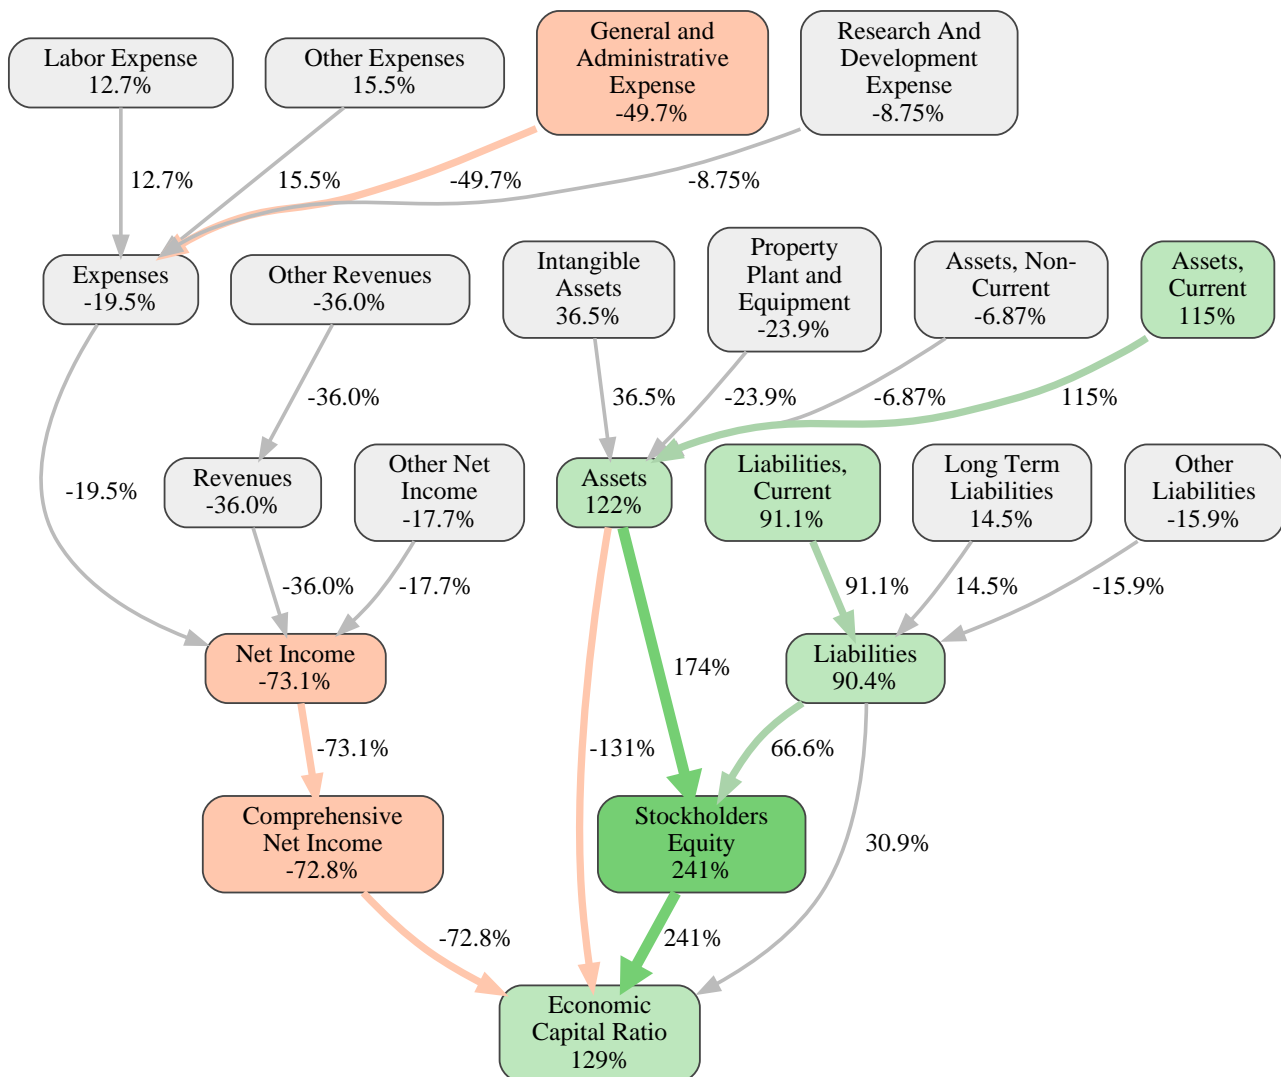 Labor Expense
12.7%
Other Expenses
15.5%
General and
Administrative
Expense
-49.7%
Research And
Development
Expense
-8.75%
12.7%
15.5%
-49.7%
-8.75%
Expenses
-19.5%
Other Revenues
-36.0%
Intangible
Assets
36.5%
Property
Plant and
Equipment
-23.9%
Assets, Non-
Current
-6.87%
Assets,
Current
115%
-36.0%
36.5%
-23.9%
-6.87%
115%
-19.5%
Revenues
-36.0%
Other Net
Income
-17.7%
Assets
122%
Liabilities,
Current
91.1%
Long Term
Liabilities
14.5%
Other
Liabilities
-15.9%
-36.0%
-17.7%
91.1%
14.5%
-15.9%
Net Income
-73.1%
174%
Liabilities
90.4%
-73.1%
-131%
66.6%
Comprehensive
Net Income
-72.8%
Stockholders
Equity
241%
30.9%
-72.8%
241%
Economic
Capital Ratio
129%